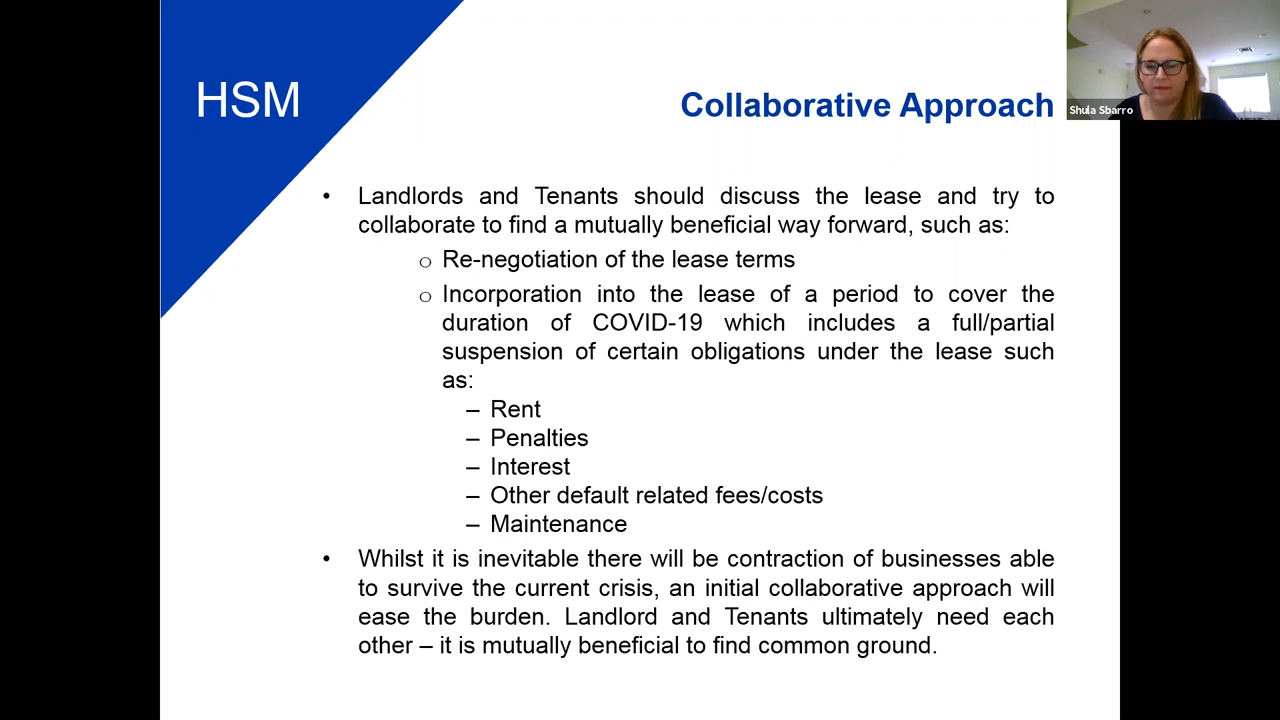 HSM
Collaborative Approach
Shula Sbarro
• Landlords and Tenants should discuss the lease and try to
collaborate to find a mutually beneficial way forward, such as:
o Re-negotiation of the lease terms
o Incorporation into the lease of a period to cover the
duration of COVID-19 which includes a full/partial
suspension of certain obligations under the lease such
as:
– Rent
– Penalties
– Interest
– Other default related fees/costs
– Maintenance
• Whilst it is inevitable there will be contraction of businesses able
to survive the current crisis, an initial collaborative approach will
ease the burden. Landlord and Tenants ultimately need each
other – it is mutually beneficial to find common ground.